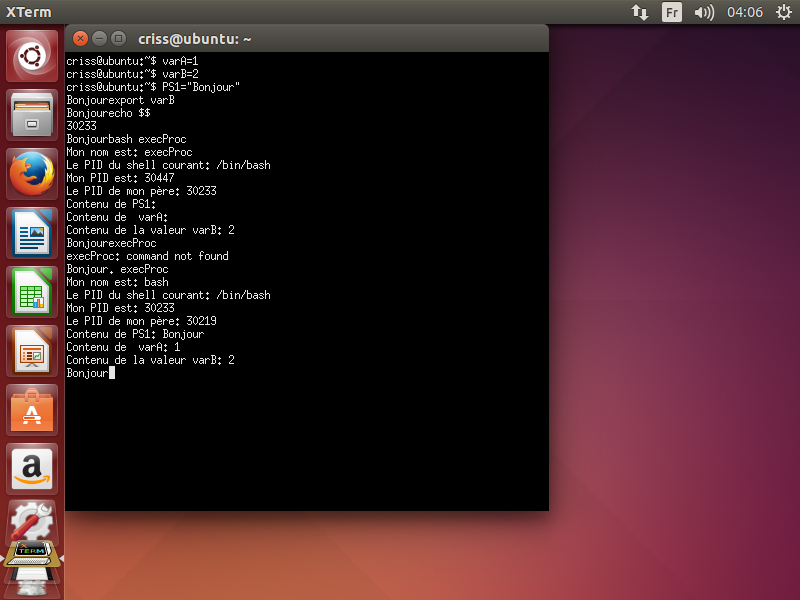 XTerm
Fr
04:06
criss@ubuntu: ~
criss@ubuntu:~$ varA=1
criss@ubuntu:~$ varB=2
criss@ubuntu:~$ PS1="Bonjour"
Bonjourexport varB
Bonjourecho $$
30233
Bonjourbash execProc
Mon nom est: execProc
Le PID du shell courant: /bin/bash
Mon PID est: 30447
Le PID de mon père: 30233
Contenu de PS1:
Contenu de  varA:
Contenu de la valeur varB: 2
BonjourexecProc
execProc: command not found
Bonjour. execProc
Mon nom est: bash
Le PID du shell courant: /bin/bash
Mon PID est: 30233
Le PID de mon père: 30219
Contenu de PS1: Bonjour
Contenu de  varA: 1
Contenu de la valeur varB: 2
Bonjour
A
a
TERM